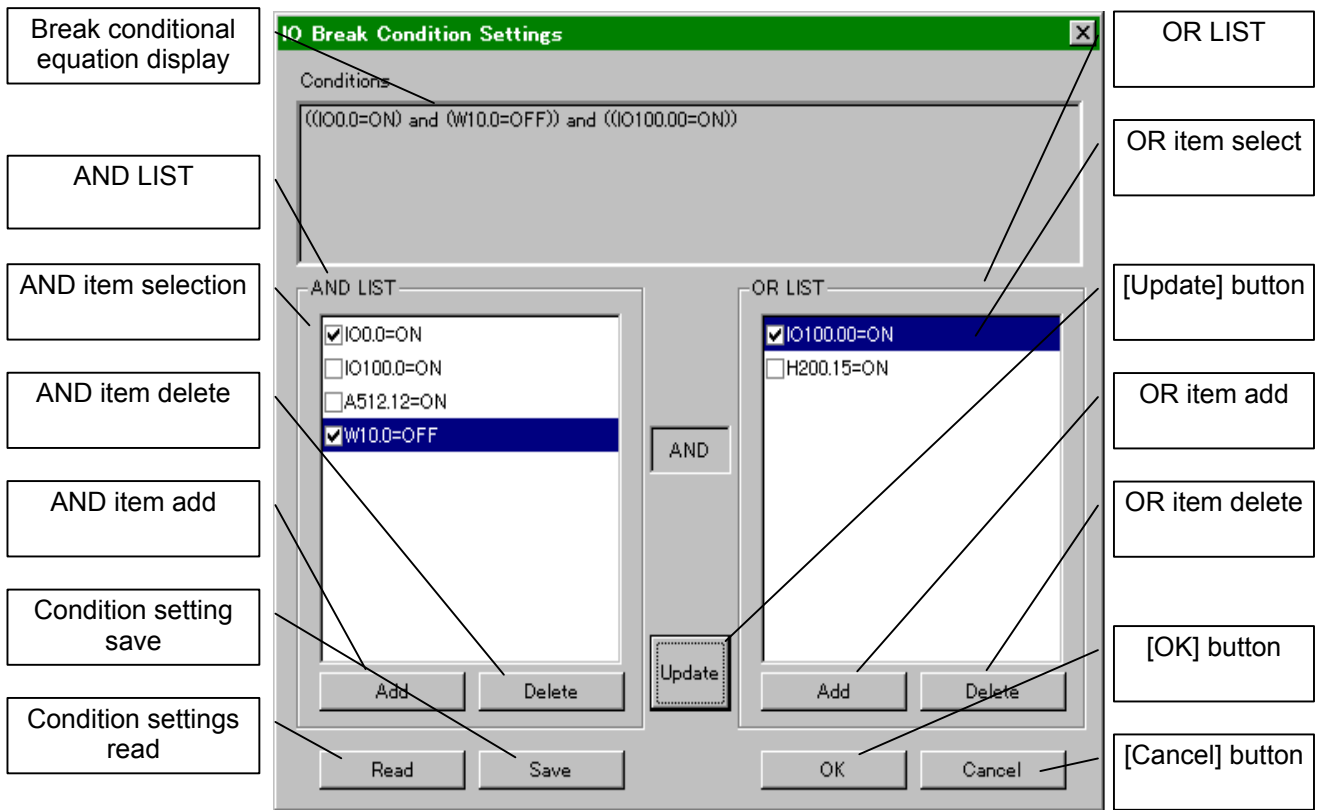 Break conditional
equation display
AND LIST
AND item selection
AND item delete
AND item add
Condition setting
save
Condition settings
read
IO Break Condition Settings
Conditions
((IO0.0=ON) and (W10.0=OFF)) and ((IO100.00=ON))
AND LIST
IO0.0=ON
IO100.0=ON
A512.12=ON
W10.0=OFF
Add
Delete
AND
Update
OR LIST
IO100.00=ON
H200.15=ON
Add
Delete
Read
Save
OK
Cancel
OR LIST
OR item select
[Update] button
OR item add
OR item delete
[OK] button
[Cancel] button